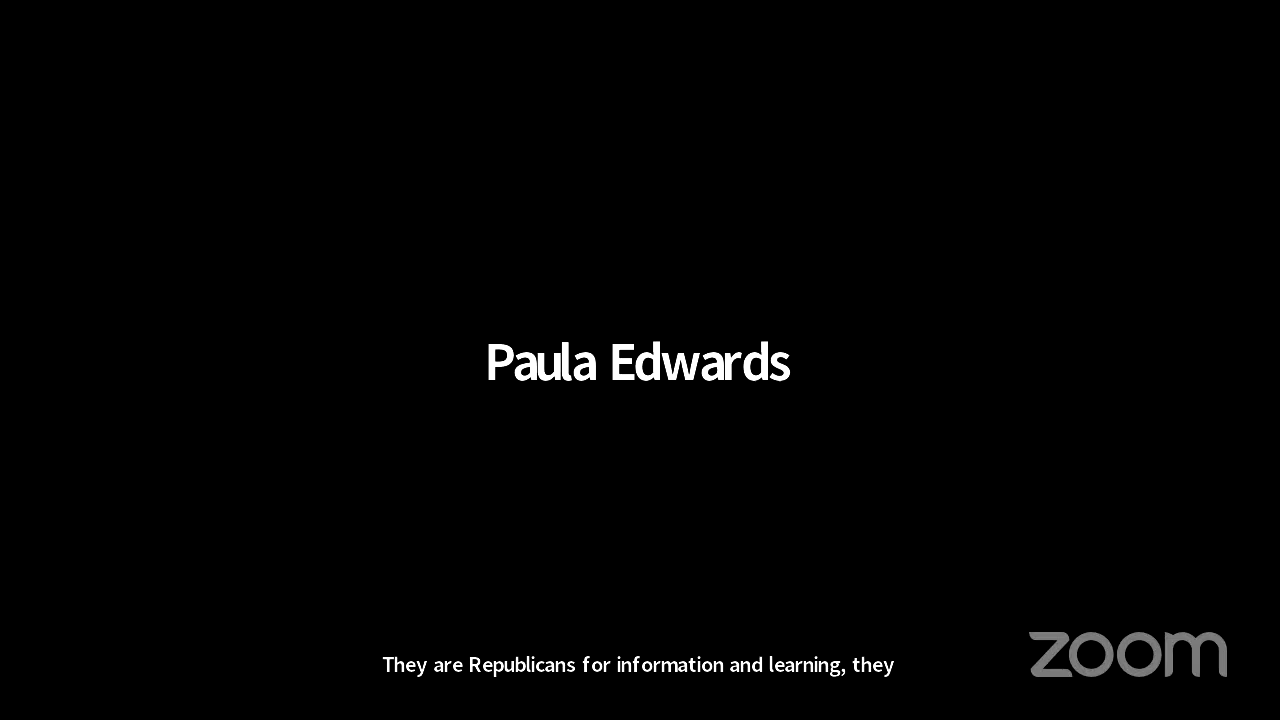 Paula Edwards
They are Republicans for information and learning, they
zoom